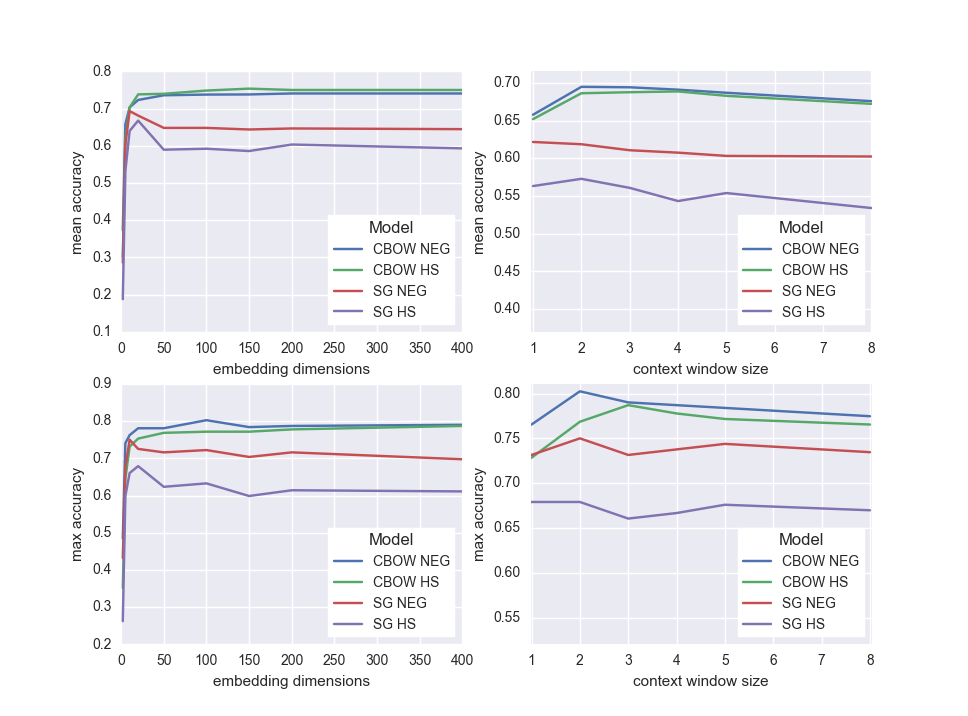 0.8
0.7
0.6
0.5
0.4
0.3
0.2
0.1
mean accuracy
Model
CBOW NEG
CBOW HS
SG NEG
SG HS
0 50 100 150 200 250 300 350 400
embedding dimensions
0.70
0.65
0.60
0.55
0.50
0.45
0.40
mean accuracy
Model
CBOW NEG
CBOW HS
SG NEG
SG HS
1 2 3 4 5 6 7 8
context window size
0.9
0.8
0.7
0.6
0.5
0.4
0.3
0.2
max accuracy
Model
CBOW NEG
CBOW HS
SG NEG
SG HS
0 50 100 150 200 250 300 350 400
embedding dimensions
0.80
0.75
0.70
0.65
0.60
0.55
max accuracy
Model
CBOW NEG
CBOW HS
SG NEG
SG HS
1 2 3 4 5 6 7 8
context window size